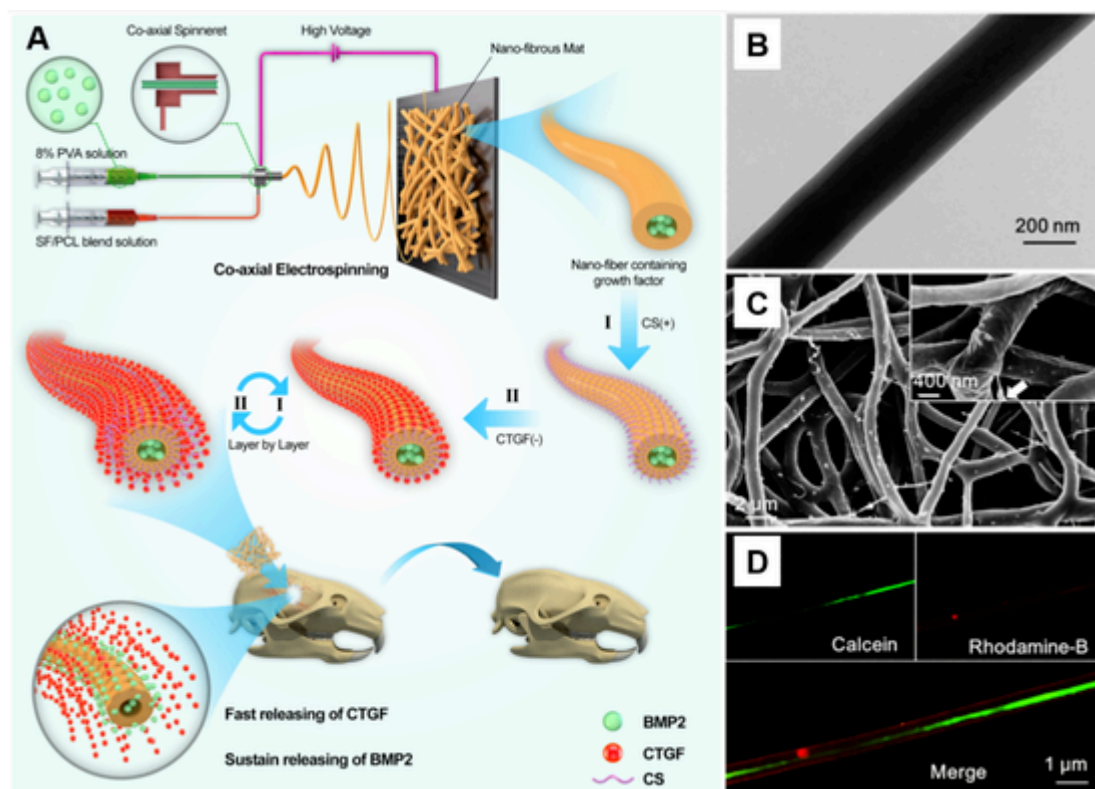 A
Co-axial Spinneret
High Voltage
Nano-fibrous Mat
8% PVA solution
SF/PCL blend solution
Co-axial Electrospinning
Nano-fiber containing
growth factor
I
CS(+)
II
CTGF(-)
II
I
Layer by Layer
Fast releasing of CTGF
Sustain releasing of BMP2
BMP2
CTGF
CS
B
200 nm
C
400 nm
2 μm
D
Calcein
Rhodamine-B
Merge
1 μm